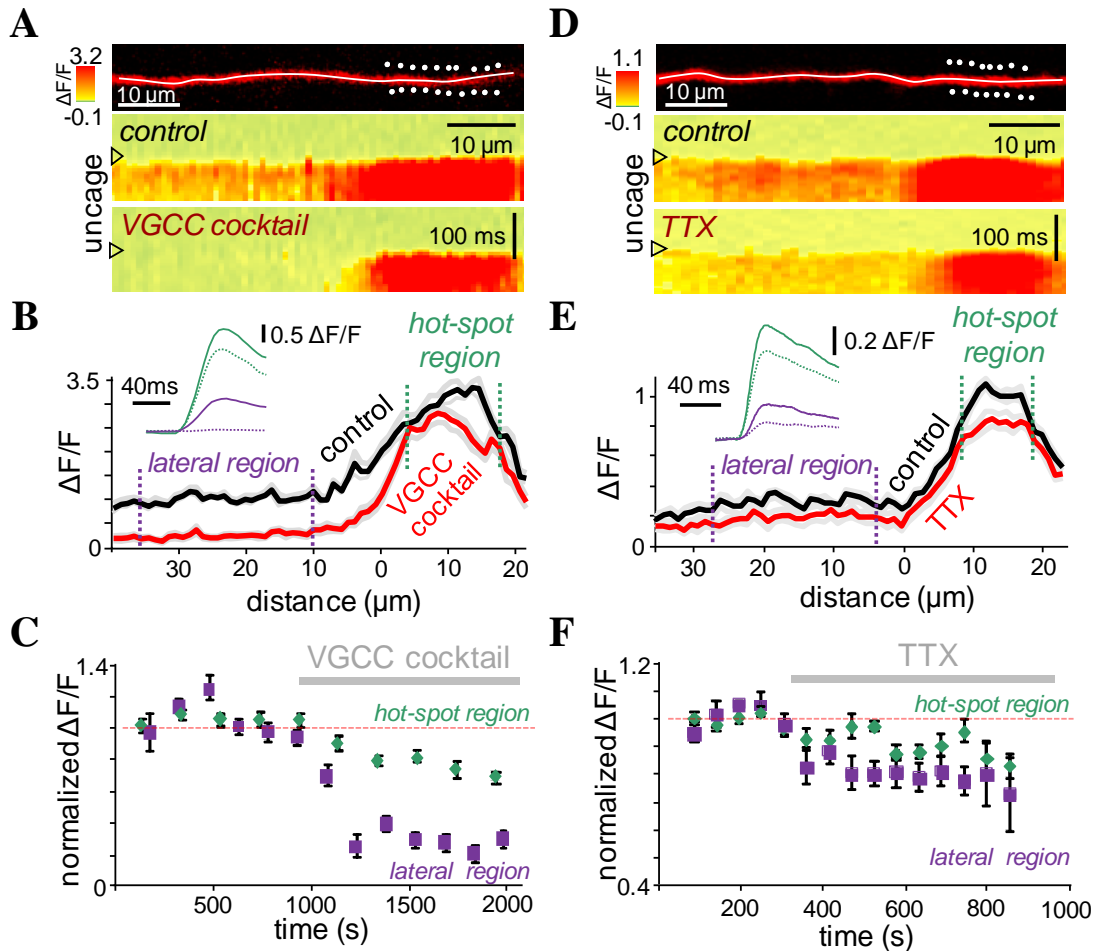 A
3.2
ΔF/F
-0.1
10 µm
control
10 µm
uncage
VGCC cocktail
100 ms
B
0.5 ΔF/F
40ms
hot-spot
region
3.5
ΔF/F
0
lateral region
control
VGCC
cocktail
30 20 10 0 10 20
distance (µm)
C
1.4
normalized ΔF/F
0
VGCC cocktail
hot-spot region
lateral region
500 1000 1500 2000
time (s)
D
1.1
ΔF/F
-0.1
10 µm
control
10 µm
uncage
TTX
100 ms
E
0.2 ΔF/F
40 ms
hot-spot
region
1
ΔF/F
0
lateral region
control
TTX
30 20 10 0 10 20
distance (µm)
F
1.2
normalized ΔF/F
0.4
TTX
hot-spot region
lateral region
200 400 600 800 1000
time (s)